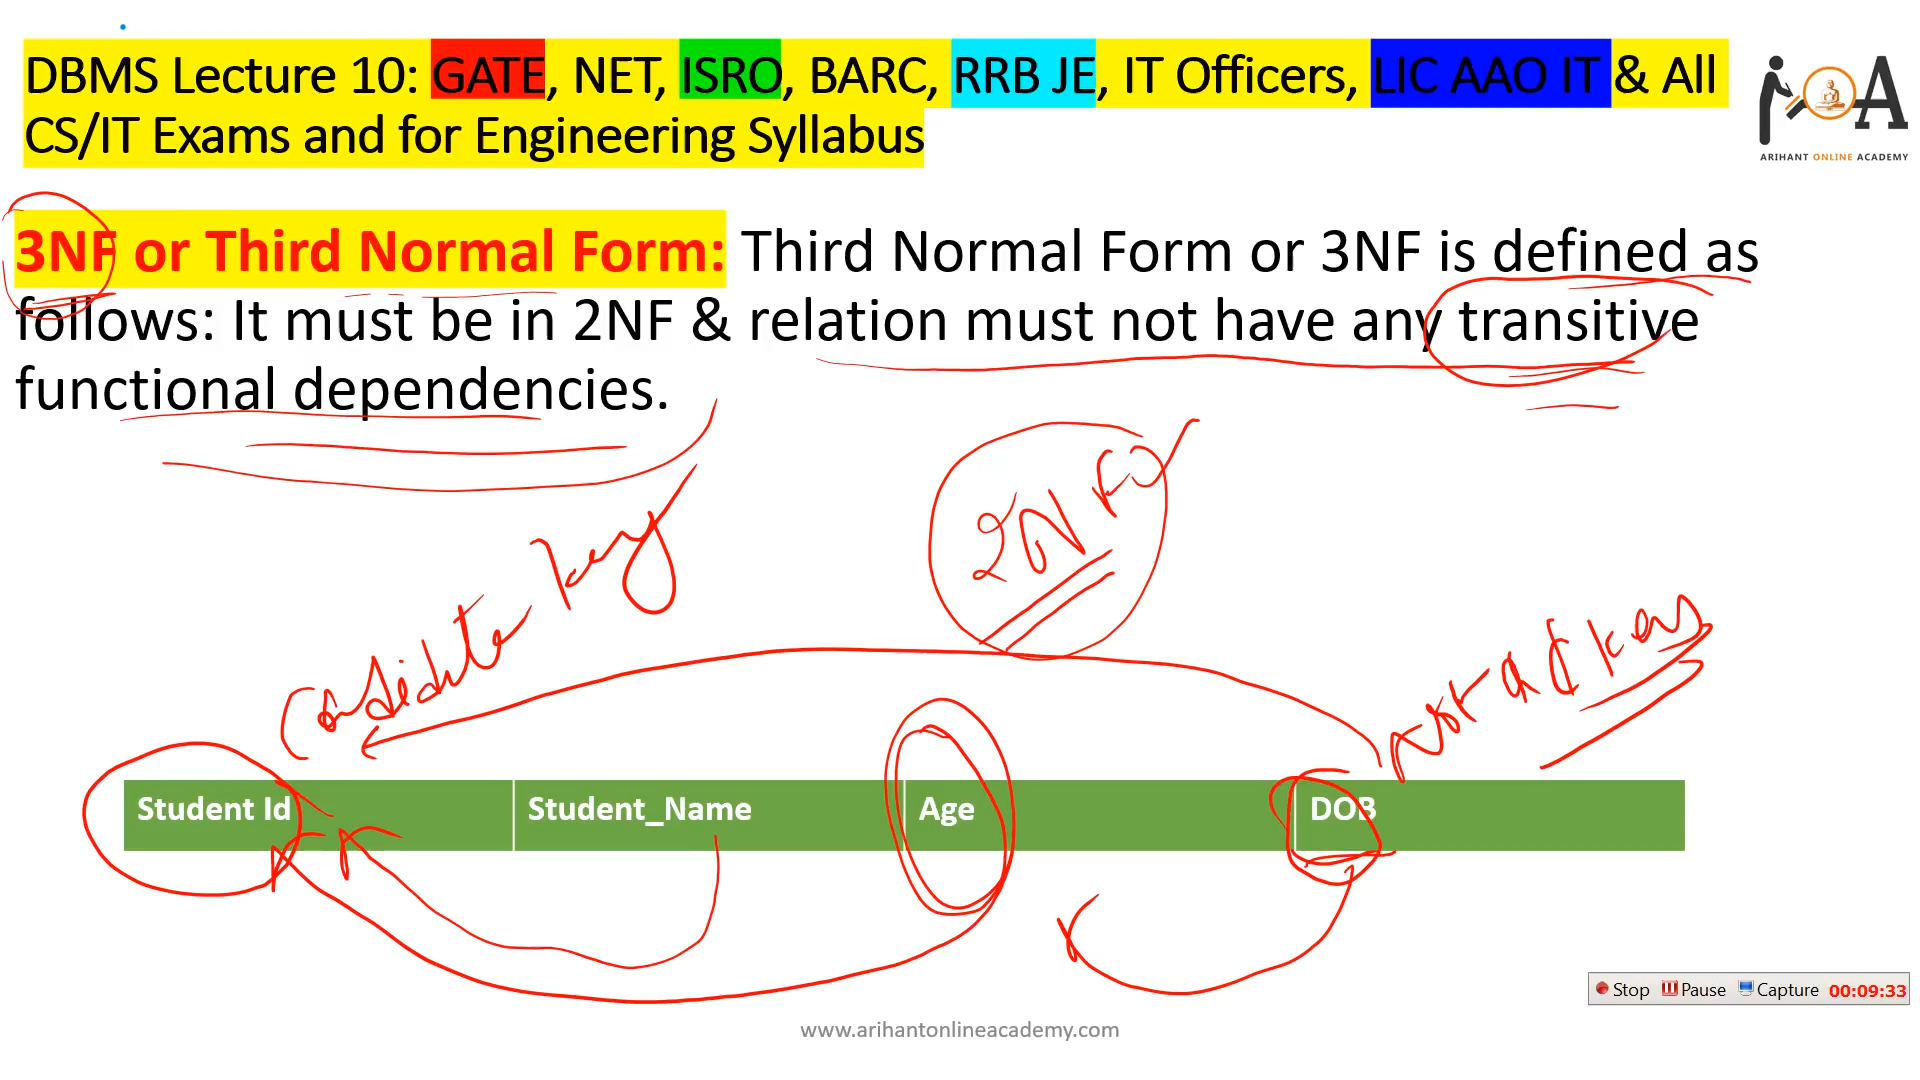 DBMS Lecture 10: GATE, NET, ISRO, BARC, RRB JE, IT Officers, LIC AAO IT & All
CS/IT Exams and for Engineering Syllabus
ARIHANT ONLINE ACADEMY
3NF or Third Normal Form: Third Normal Form or 3NF is defined as
follows: It must be in 2NF & relation must not have any transitive
functional dependencies.
2NF
candidate key
not a key
Student Id Student_Name Age DOB
Stop Pause Capture 00:09:33
www.arihantonlineacademy.com